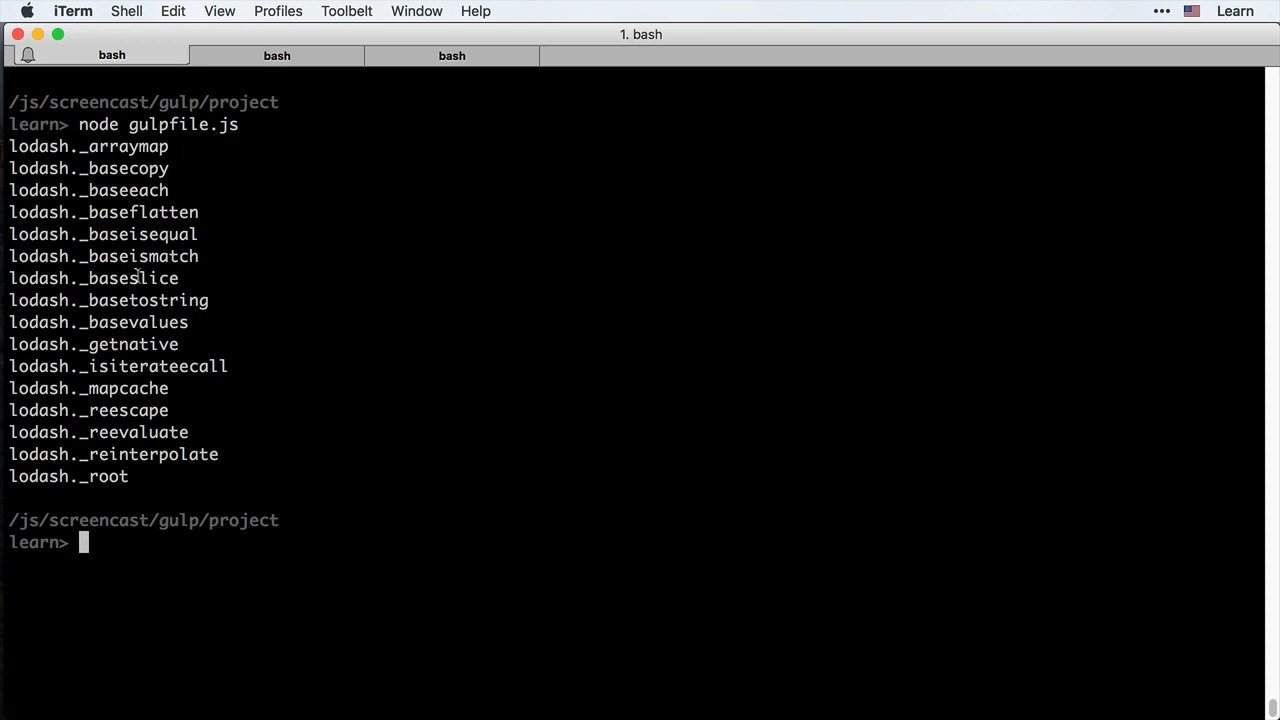 iTerm Shell Edit View Profiles Toolbelt Window Help ••• Learn
1. bash
bash bash bash
/js/screencast/gulp/project
learn> node gulpfile.js
lodash._arraymap
lodash._basecopy
lodash._baseeach
lodash._baseflatten
lodash._baseisequal
lodash._baseismatch
lodash._baseslice
lodash._basetostring
lodash._basevalues
lodash._getnative
lodash._isiterateecall
lodash._mapcache
lodash._reescape
lodash._reevaluate
lodash._reinterpolate
lodash._root
/js/screencast/gulp/project
learn>